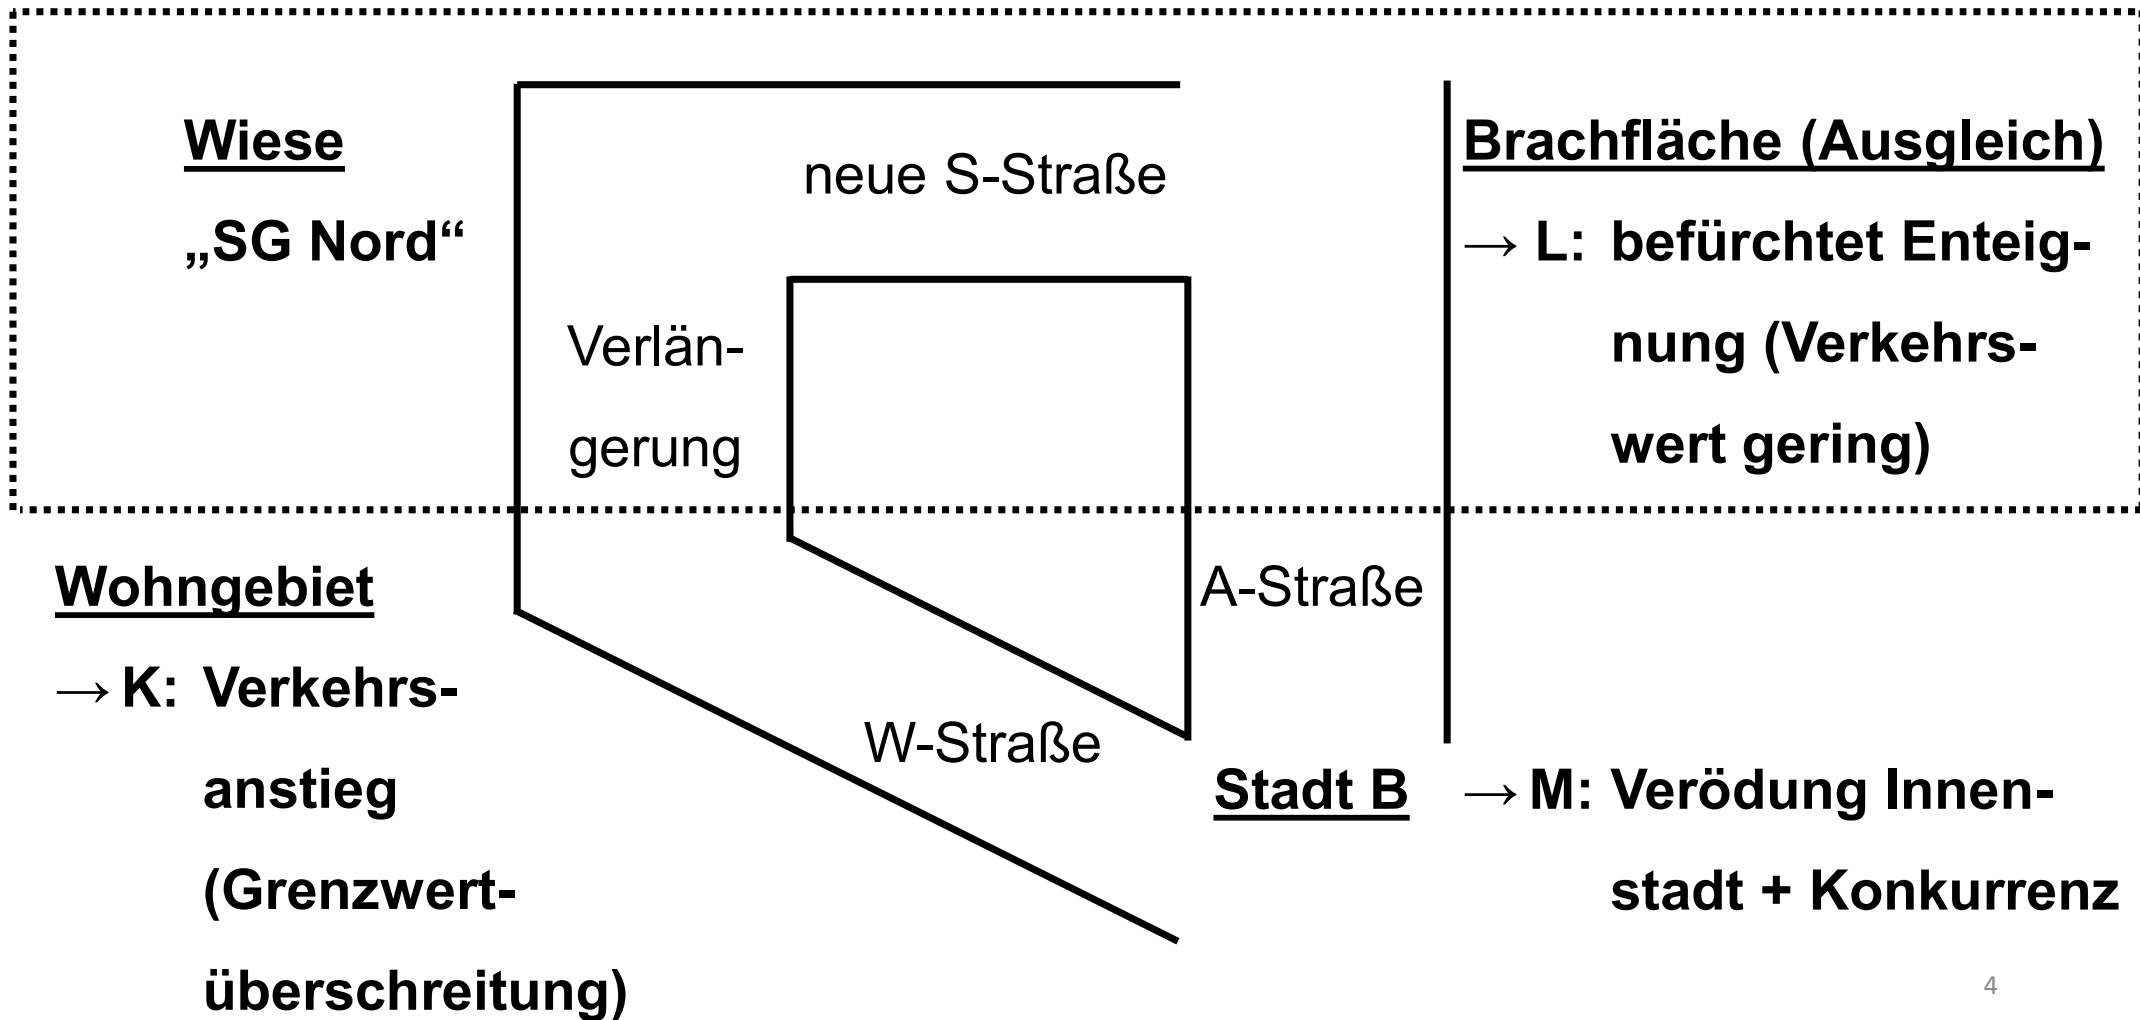 Wiese
„SG Nord“
neue S-Straße
Verlän-
gerung
Brachfläche (Ausgleich)
→ L: befürchtet Enteig-
nung (Verkehrs-
wert gering)
Wohngebiet
→ K: Verkehrs-
anstieg
(Grenzwert-
überschreitung)
W-Straße
A-Straße
Stadt B
→ M: Verödung Innen-
stadt + Konkurrenz
4